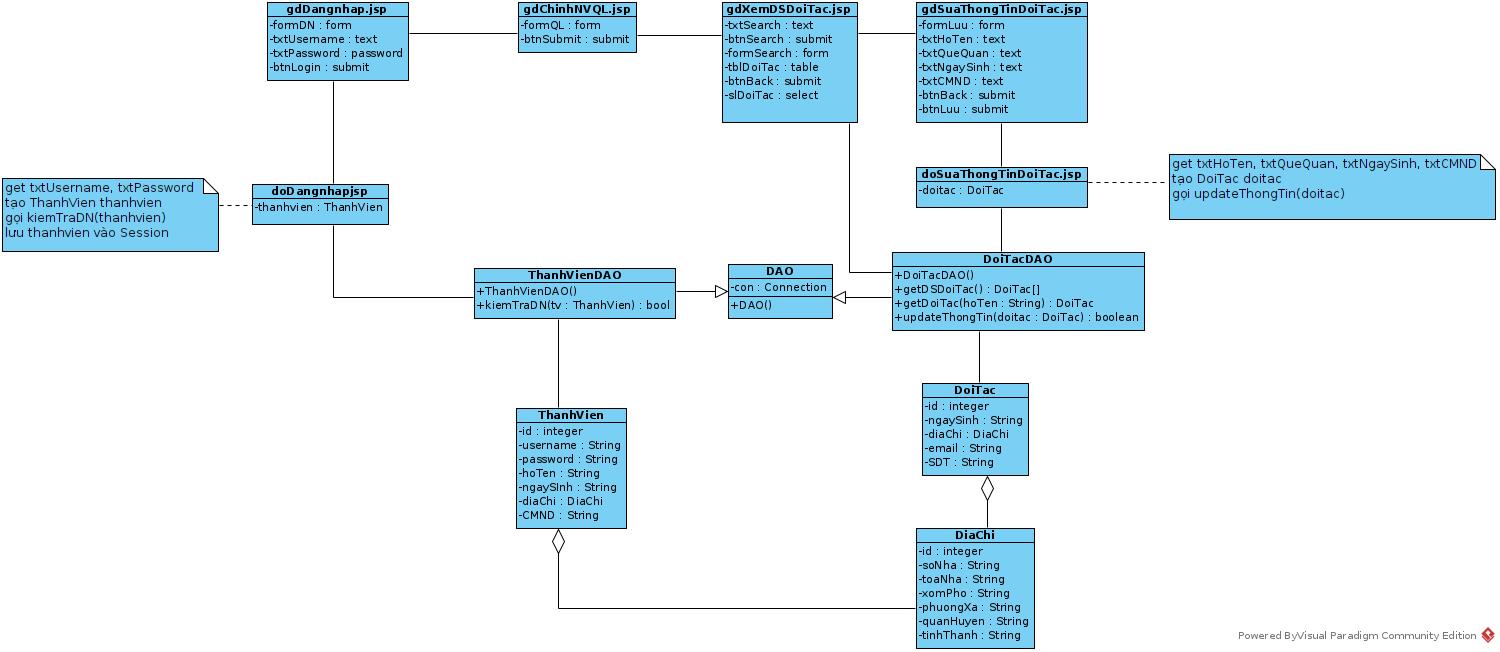 gdDangnhap.jsp
-formDN : form
-txtUsername : text
-txtPassword : password
-btnLogin : submit
gdChinhNVQL.jsp
-formQL : form
-btnSubmit : submit
gdXemDSDoiTac.jsp
-txtSearch : text
-btnSearch : submit
-formSearch : form
-tblDoiTac : table
-btnBack : submit
-slDoiTac : select
gdSuaThongTinDoiTac.jsp
-formLuu : form
-txtHoTen : text
-txtQueQuan : text
-txtNgaySinh : text
-txtCMND : text
-btnBack : submit
-btnLuu : submit
get txtUsername, txtPassword
tạo ThanhVien thanhvien
gọi kiemTraDN(thanhvien)
lưu thanhvien vào Session
doDangnhapjsp
-thanhvien : ThanhVien
doSuaThongTinDoiTac.jsp
-doitac : DoiTac
get txtHoTen, txtQueQuan, txtNgaySinh, txtCMND
tạo DoiTac doitac
gọi updateThongTin(doitac)
ThanhVienDAO
+ThanhVienDAO()
+kiemTraDN(tv : ThanhVien) : bool
DAO
-con : Connection
+DAO()
DoiTacDAO
+DoiTacDAO()
+getDSDoiTac() : DoiTac[]
+getDoiTac(hoTen : String) : DoiTac
+updateThongTin(doitac : DoiTac) : boolean
ThanhVien
-id : integer
-username : String
-password : String
-hoTen : String
-ngaySInh : String
-diaChi : DiaChi
-CMND : String
DoiTac
-id : integer
-ngaySinh : String
-diaChi : DiaChi
-email : String
-SDT : String
DiaChi
-id : integer
-soNha : String
-toaNha : String
-xomPho : String
-phuongXa : String
-quanHuyen : String
-tinhThanh : String
Powered ByVisual Paradigm Community Edition